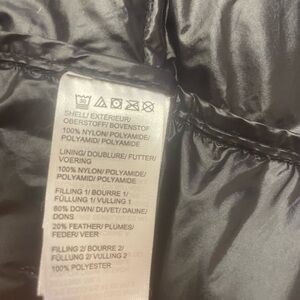 30
SHELL/ EXTÉRIEUR/
OBERSTOFF/ BOVENSTOF
100% NYLON/ POLYAMIDE/
POLYAMID/ POLYAMIDE
LINING/ DOUBLURE/ FUTTER/
VOERING
100% NYLON/ POLYAMIDE/
POLYAMID/ POLYAMIDE
FILLING 1/ BOURRE 1/
FÜLLUNG 1/ VULLING 1
80% DOWN/ DUVET/ DAUNE/
DONS
20% FEATHER/ PLUMES/
FEDER/ VEER
FILLING 2/ BOURRE 2/
FÜLLUNG 2/ VULLING 2
100% POLYESTER